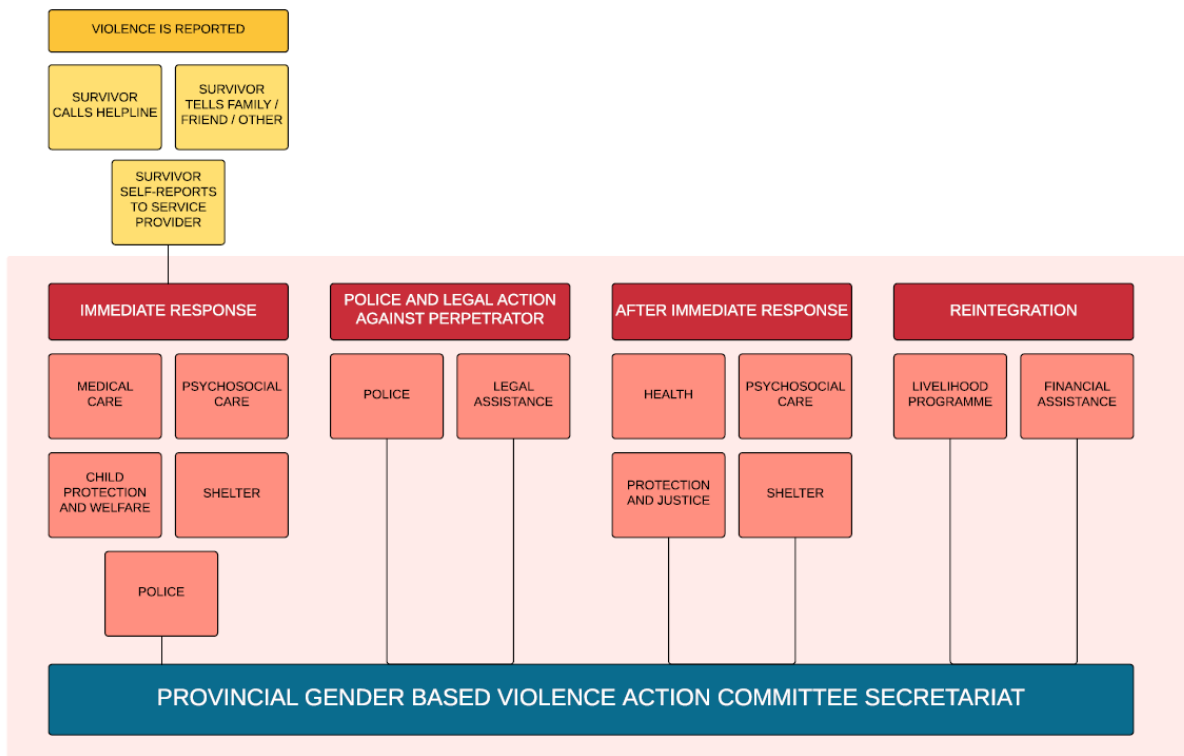 VIOLENCE IS REPORTED
SURVIVOR
CALLS HELPLINE
SURVIVOR
TELLS FAMILY /
FRIEND / OTHER
SURVIVOR
SELF-REPORTS
TO SERVICE
PROVIDER
IMMEDIATE RESPONSE
MEDICAL
CARE
PSYCHOSOCIAL
CARE
CHILD
PROTECTION
AND WELFARE
SHELTER
POLICE
POLICE AND LEGAL ACTION
AGAINST PERPETRATOR
POLICE
LEGAL
ASSISTANCE
AFTER IMMEDIATE RESPONSE
HEALTH
PSYCHOSOCIAL
CARE
PROTECTION
AND JUSTICE
SHELTER
REINTEGRATION
LIVELIHOOD
PROGRAMME
FINANCIAL
ASSISTANCE
PROVINCIAL GENDER BASED VIOLENCE ACTION COMMITTEE SECRETARIAT